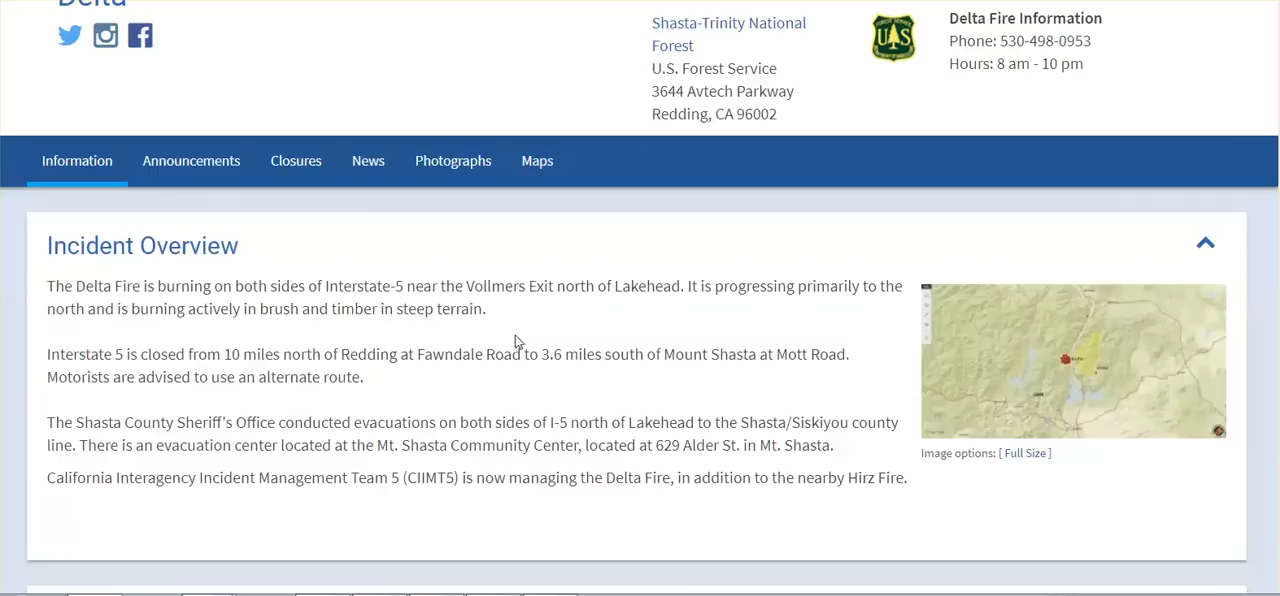 Delta
Shasta-Trinity National
Forest
U.S. Forest Service
3644 Avtech Parkway
Redding, CA 96002
FOREST SERVICE
U S
Delta Fire Information
Phone: 530-498-0953
Hours: 8 am - 10 pm
Information Announcements Closures News Photographs Maps
Incident Overview
The Delta Fire is burning on both sides of Interstate-5 near the Vollmers Exit north of Lakehead. It is progressing primarily to the
north and is burning actively in brush and timber in steep terrain.
Interstate 5 is closed from 10 miles north of Redding at Fawndale Road to 3.6 miles south of Mount Shasta at Mott Road.
Motorists are advised to use an alternate route.
The Shasta County Sheriff's Office conducted evacuations on both sides of I-5 north of Lakehead to the Shasta/Siskiyou county
line. There is an evacuation center located at the Mt. Shasta Community Center, located at 629 Alder St. in Mt. Shasta.
California Interagency Incident Management Team 5 (CIIMT5) is now managing the Delta Fire, in addition to the nearby Hirz Fire.
Image options: [ Full Size ]